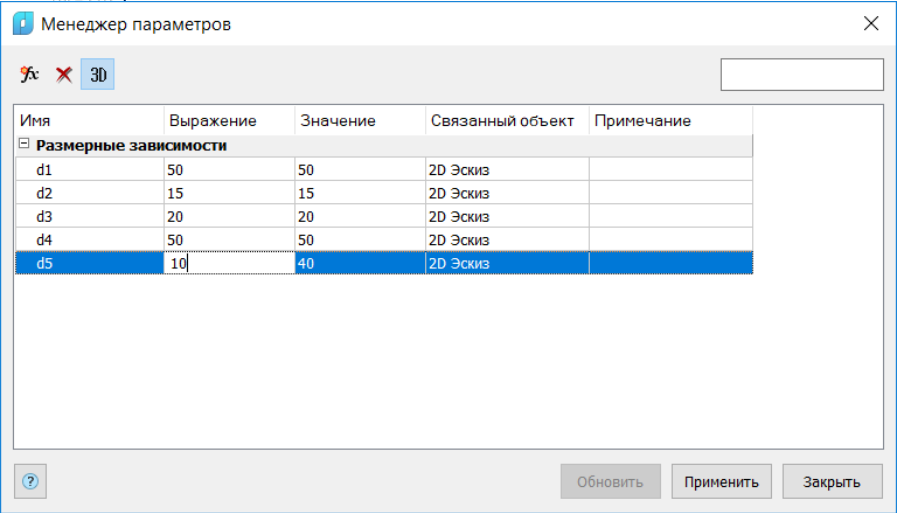 Менеджер параметров
fx 3D
Имя Выражение Значение Связанный объект Примечание
Размерные зависимости
d1 50 50 2D Эскиз
d2 15 15 2D Эскиз
d3 20 20 2D Эскиз
d4 50 50 2D Эскиз
d5 10 40 2D Эскиз
? Обновить Применить Закрыть